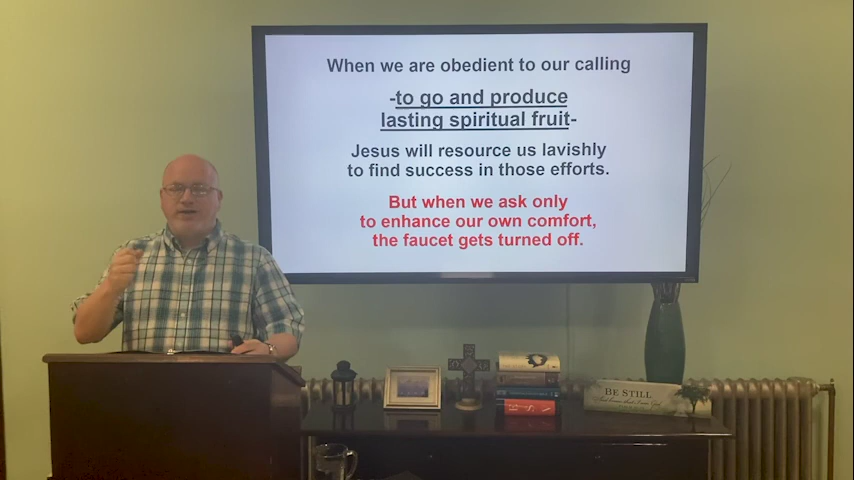 When we are obedient to our calling
-to go and produce
lasting spiritual fruit-
Jesus will resource us lavishly
to find success in those efforts.
But when we ask only
to enhance our own comfort,
the faucet gets turned off.
BE STILL